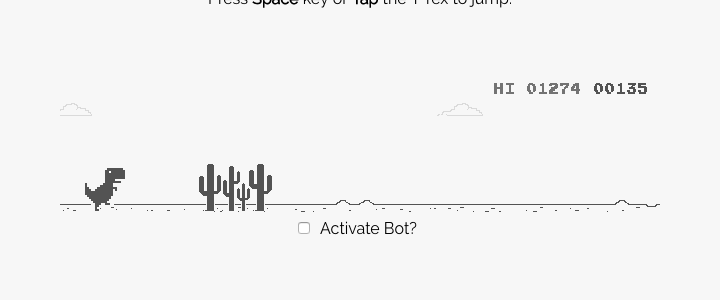 Press Space key or Tap the T-rex to jump.
HI 01274 00135
Activate Bot?